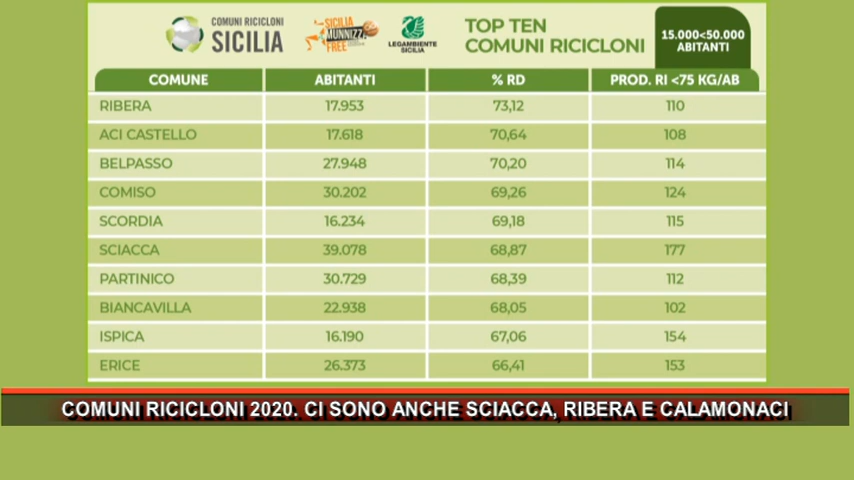 COMUNI RICICLONI
SICILIA
SICILIA
MUNNIZZ
FREE
LEGAMBIENTE
SICILIA
TOP TEN
COMUNI RICICLONI
15.000<50.000
ABITANTI
COMUNE ABITANTI % RD PROD. RI <75 KG/AB
RIBERA 17.953 73,12 110
ACI CASTELLO 17.618 70,64 108
BELPASSO 27.948 70,20 114
COMISO 30.202 69,26 124
SCORDIA 16.234 69,18 115
SCIACCA 39.078 68,87 177
PARTINICO 30.729 68,39 112
BIANCAVILLA 22.938 68,05 102
ISPICA 16.190 67,06 154
ERICE 26.373 66,41 153
COMUNI RICICLONI 2020. CI SONO ANCHE SCIACCA, RIBERA E CALAMONACI